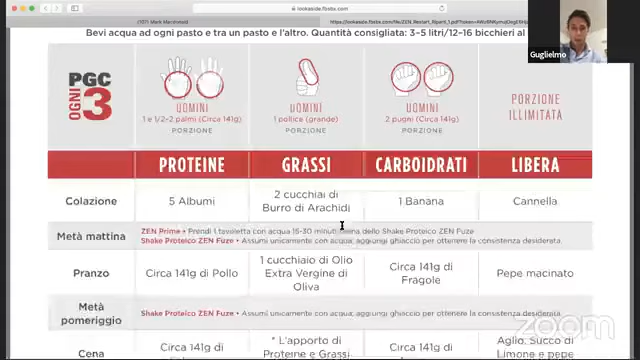 lookaside.fbsbx.com
Bevi acqua ad ogni pasto e tra un pasto e l'altro. Quantità consigliata: 3–5 litri/12–16 bicchieri al
Guglielmo
OGNI
PGC
3
UOMINI
1 e 1/2-2 palmi (Circa 141g)
PORZIONE
UOMINI
1 pollice (grande)
PORZIONE
UOMINI
2 pugni (Circa 141g)
PORZIONE
PORZIONE
ILLIMITATA
PROTEINE GRASSI CARBOIDRATI LIBERA
Colazione 5 Albumi 2 cucchiai di Burro di Arachidi 1 Banana Cannella
Metà mattina
ZEN Prime • Prendi 1 tavoletta con acqua 15-30 minuti prima dello Shake Proteico ZEN Fuze
Shake Proteico ZEN Fuze • Assumi unicamente con acqua; aggiungi ghiaccio per ottenere la consistenza desiderata.
Pranzo Circa 141g di Pollo 1 cucchiaio di Olio Extra Vergine di Oliva Circa 141g di Fragole Pepe macinato
Metà pomeriggio
Shake Proteico ZEN Fuze • Assumi unicamente con acqua; aggiungi ghiaccio per ottenere la consistenza desiderata.
Cena Circa 141g di * L'apporto di Proteine e Grassi Circa 141g di Aglio, Succo di Limone e pepe
zoom